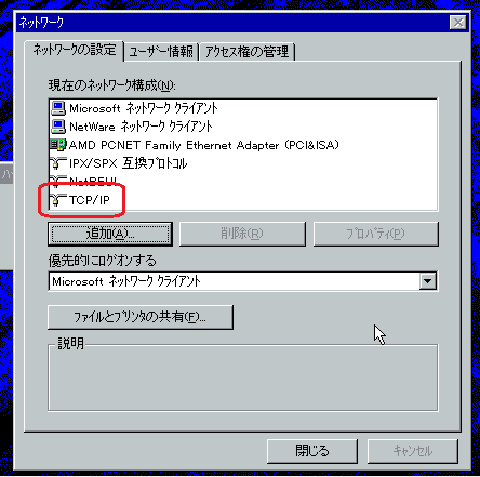 ネットワーク
ネットワークの設定 ユーザー情報 アクセス権の管理
現在のネットワーク構成(N):
Microsoft ネットワーク クライアント
NetWare ネットワーク クライアント
AMD PCNET Family Ethernet Adapter (PCI&ISA)
IPX/SPX 互換プロトコル
NetBEUI
TCP/IP
追加(A)... 削除(R) プロパティ(P)
優先的にログオンする
Microsoft ネットワーク クライアント
ファイルとプリンタの共有(F)...
説明
閉じる キャンセル